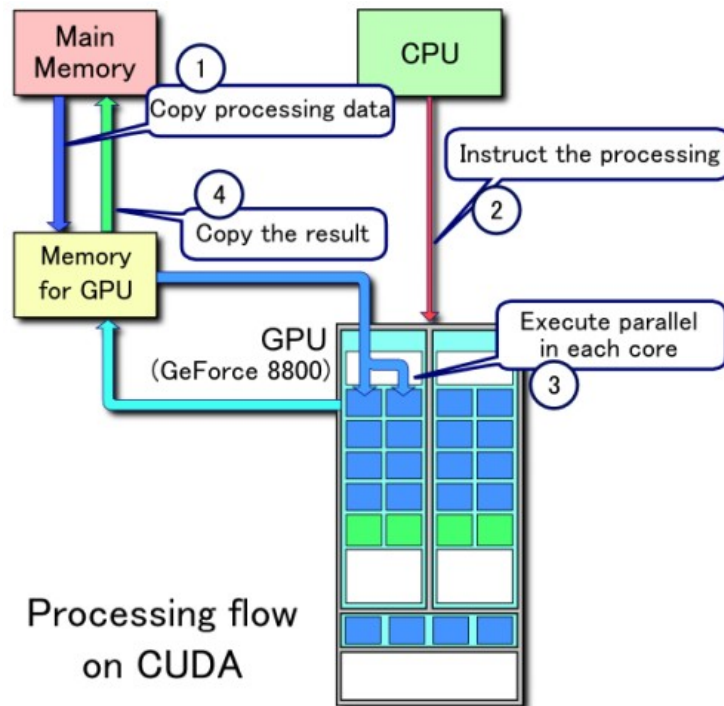 Main
Memory
CPU
1
Copy processing data
Instruct the processing
2
4
Copy the result
Memory
for GPU
GPU
(GeForce 8800)
Execute parallel
in each core
3
Processing flow
on CUDA